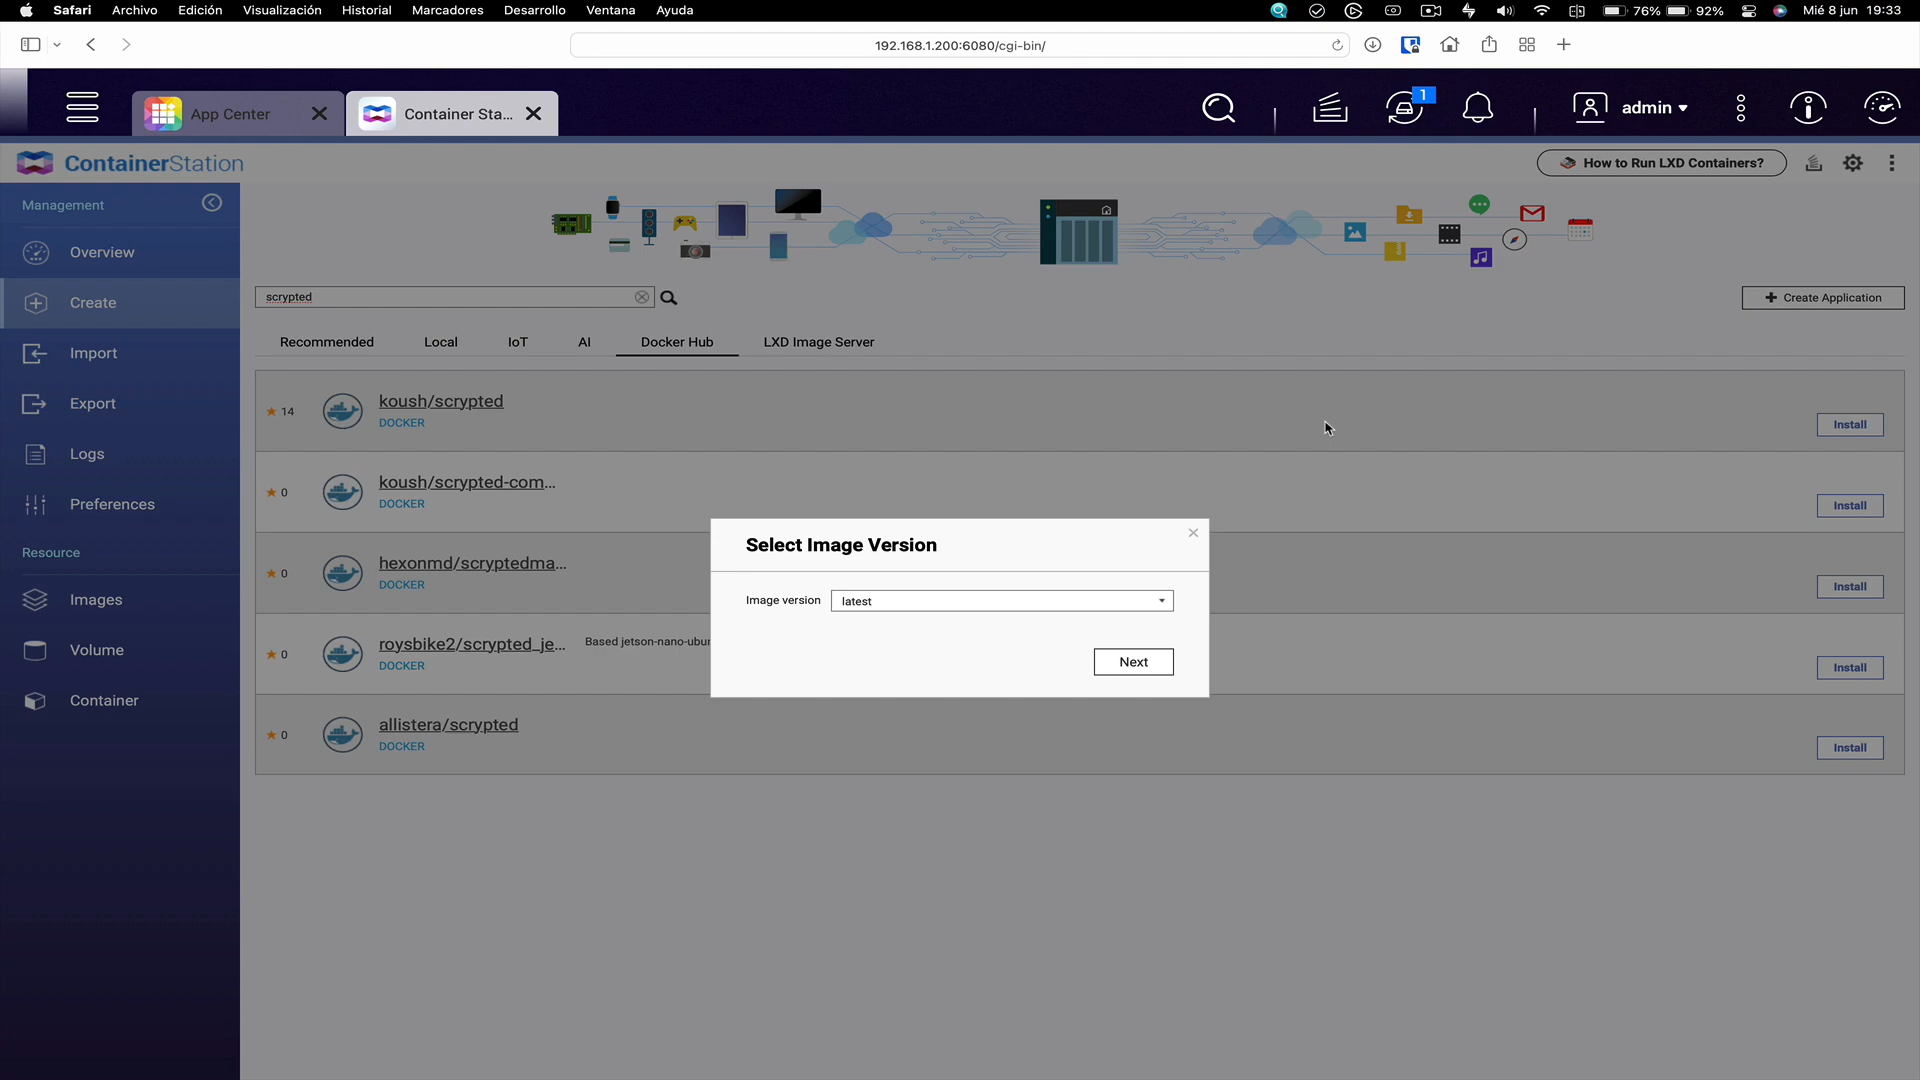 Safari Archivo Edición Visualización Historial Marcadores Desarrollo Ventana Ayuda 76% 92% Mié 8 jun 19:33
192.168.1.200:6080/cgi-bin/
App Center
Container Sta...
1
admin
ContainerStation
How to Run LXD Containers?
Management
Overview
Create
Import
Export
Logs
Preferences
Resource
Images
Volume
Container
scrypted
Create Application
Recommended Local IoT AI Docker Hub LXD Image Server
14 koush/scrypted
DOCKER
Install
0 koush/scrypted-com...
DOCKER
Install
0 hexonmd/scryptedma...
DOCKER
Install
0 roysbike2/scrypted_je... Based jetson-nano-ubu
DOCKER
Install
0 allistera/scrypted
DOCKER
Install
Select Image Version
Image version latest
Next